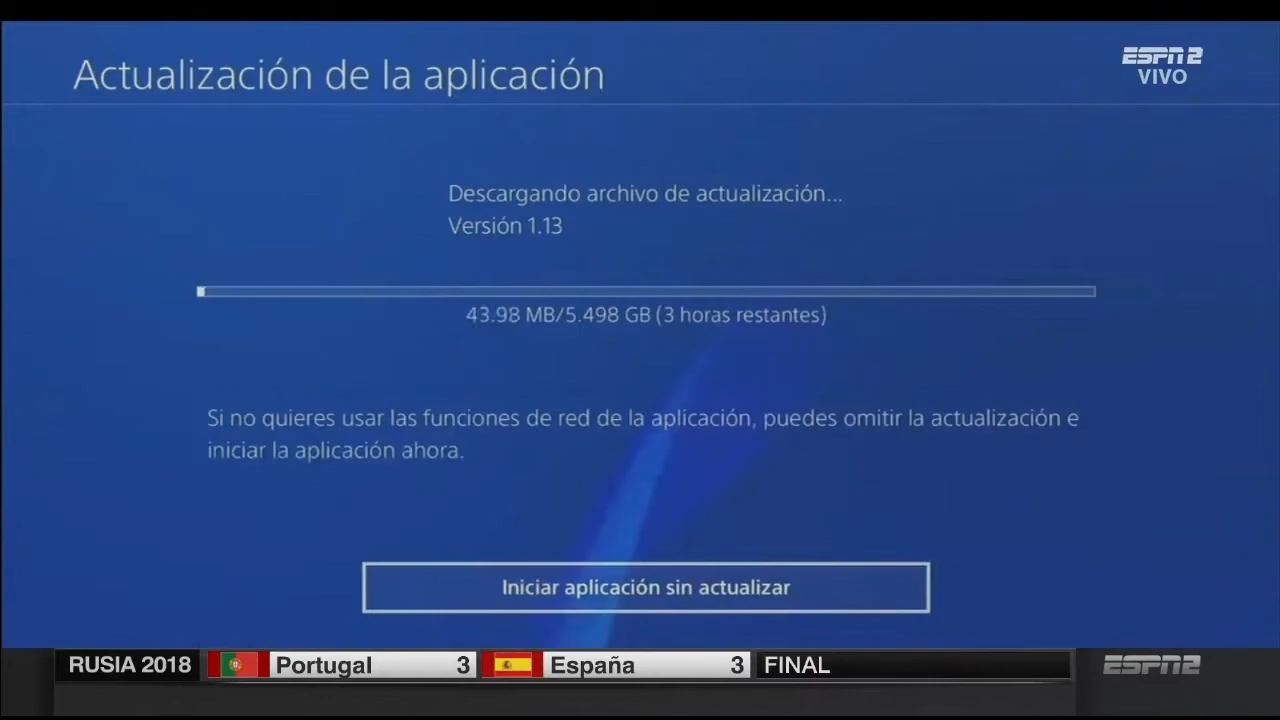 Actualización de la aplicación
ESPN 2
VIVO
Descargando archivo de actualización...
Versión 1.13
43.98 MB/5.498 GB (3 horas restantes)
Si no quieres usar las funciones de red de la aplicación, puedes omitir la actualización e
iniciar la aplicación ahora.
Iniciar aplicación sin actualizar
RUSIA 2018 Portugal 3 España 3 FINAL ESPN2